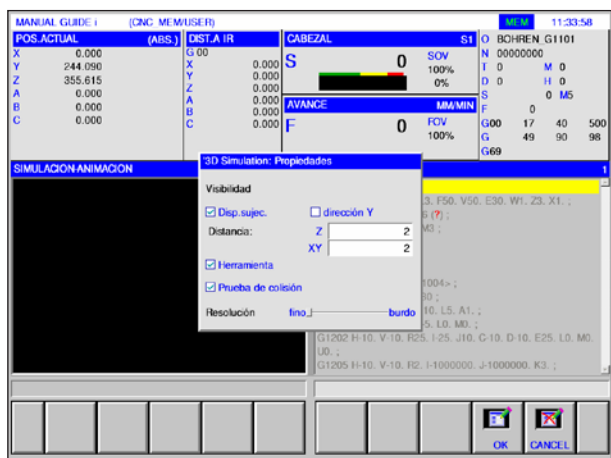 MANUAL GUIDE i (CNC_MEM/USER) MEM 11:33:58
POS.ACTUAL (ABS.)
X 0.000
Y 244.090
Z 355.615
A 0.000
B 0.000
C 0.000
DIST.A IR
G 00
X 0.000
Y 0.000
Z 0.000
A 0.000
B 0.000
C 0.000
CABEZAL S1
S 0 SOV
100%
0%
AVANCE MM/MIN
F 0 FOV
100%
O BOHREN_G1101
N 00000000
T 0 M 0
D 0 H 0
S 0 M5
F 0
G00 17 40 500
G 49 90 98
G69
SIMULACION-ANIMACION
1
'3D Simulation: Propiedades
Visibilidad
Disp.sujec. dirección Y
Distancia: Z 2
XY 2
Herramienta
Prueba de colisión
Resolución fino burdo
.3. F50. V50. E30. W1. Z3. X1. ;
6 (?) ;
M3 ;
1004> ;
30 ;
10. L5. A1. ;
-5. L0. M0. ;
G1202 H-10. V-10. R25. I-25. J10. C-10. D-10. E25. L0. M0.
U0. ;
G1205 H-10. V-10. R2. I-1000000. J-1000000. K3. ;
OK CANCEL